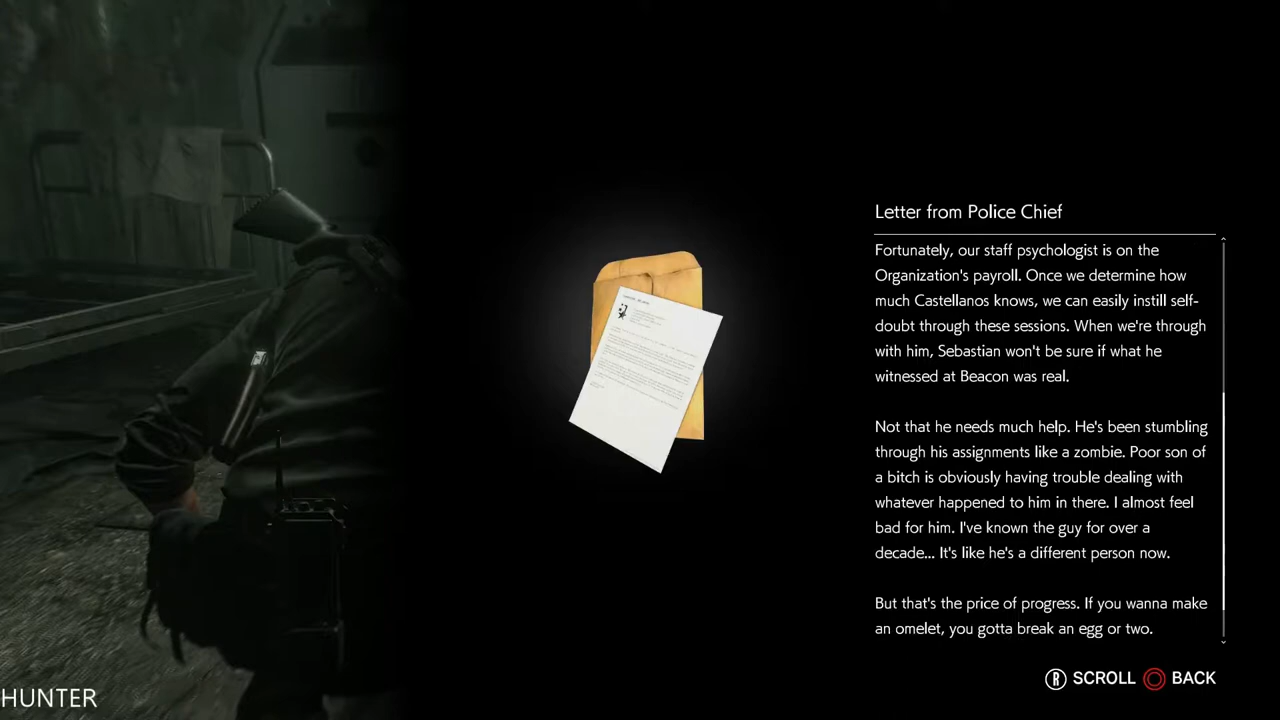 Letter from Police Chief
Fortunately, our staff psychologist is on the
Organization's payroll. Once we determine how
much Castellanos knows, we can easily instill self-
doubt through these sessions. When we're through
with him, Sebastian won't be sure if what he
witnessed at Beacon was real.
Not that he needs much help. He's been stumbling
through his assignments like a zombie. Poor son of
a bitch is obviously having trouble dealing with
whatever happened to him in there. I almost feel
bad for him. I've known the guy for over a
decade... It's like he's a different person now.
But that's the price of progress. If you wanna make
an omelet, you gotta break an egg or two.
R SCROLL BACK
HUNTER